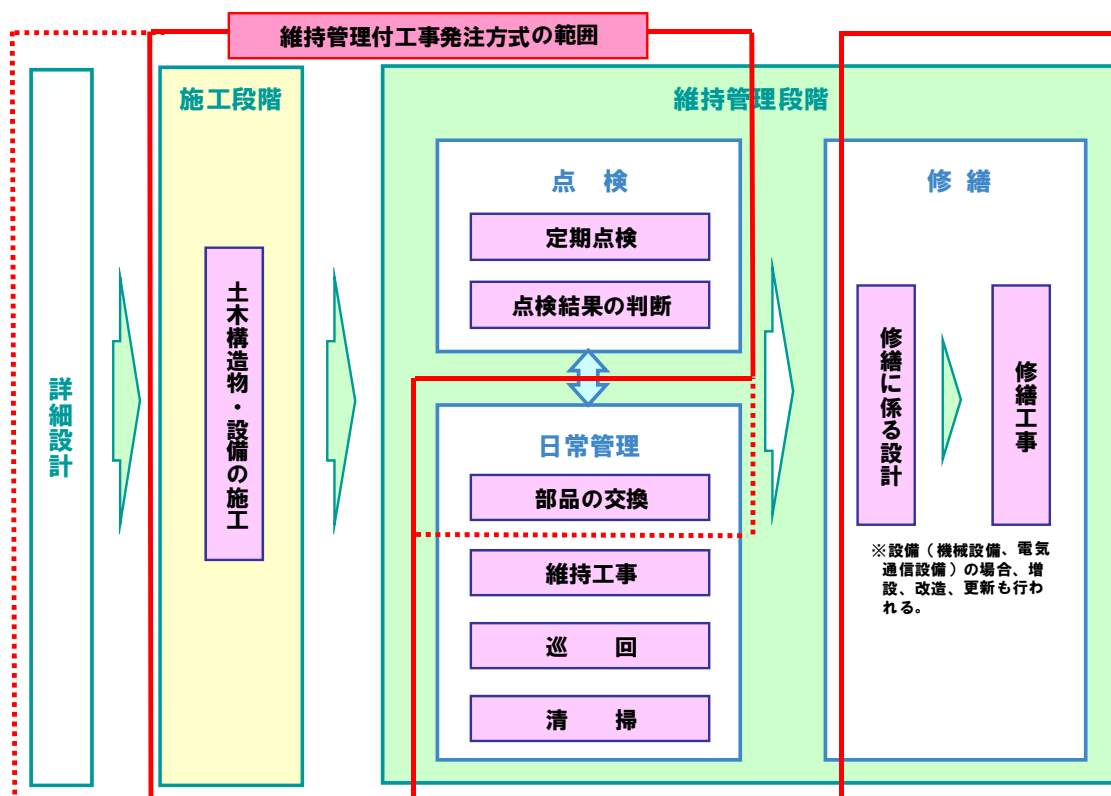 維持管理付工事発注方式の範囲
詳細設計
施工段階
土木構造物・設備の施工
維持管理段階
点 検
定期点検
点検結果の判断
日常管理
部品の交換
維持工事
巡 回
清 掃
修 繕
修繕に係る設計
修繕工事
※設備(機械設備、電気
通信設備)の場合、増
設、改造、更新も行わ
れる。